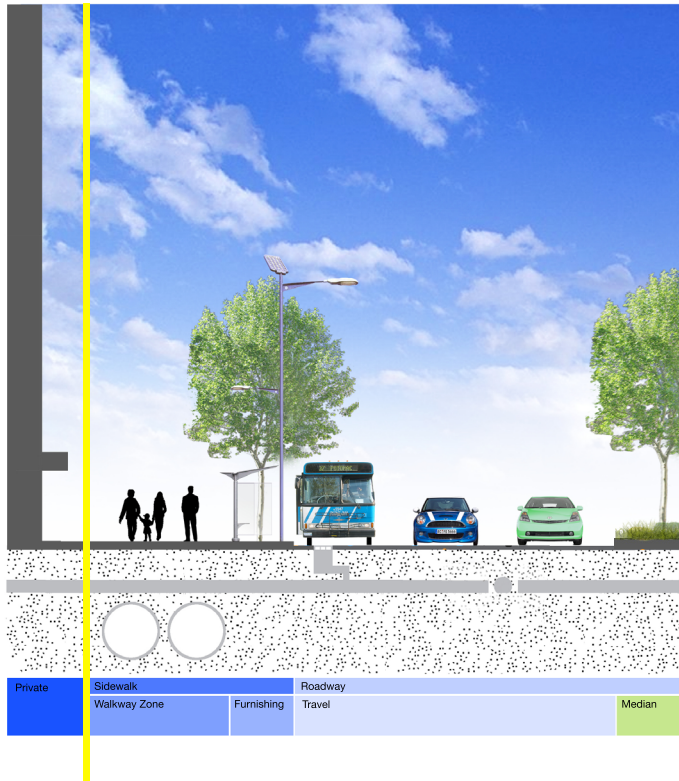 Private
Sidewalk
Roadway
Walkway Zone
Furnishing
Travel
Median